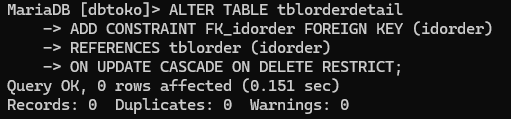 MariaDB [dbtoko]> ALTER TABLE tblorderdetail
    -> ADD CONSTRAINT FK_idorder FOREIGN KEY (idorder)
    -> REFERENCES tblorder (idorder)
    -> ON UPDATE CASCADE ON DELETE RESTRICT;
Query OK, 0 rows affected (0.151 sec)
Records: 0  Duplicates: 0  Warnings: 0